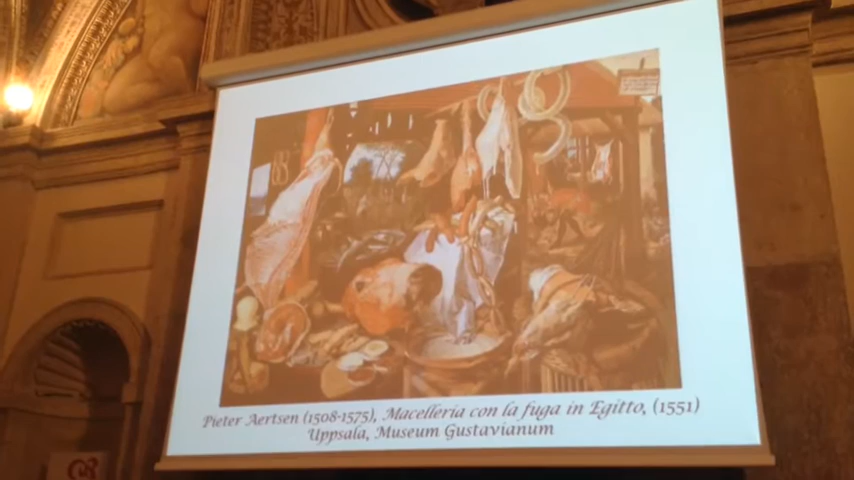 Pieter Aertsen (1508-1575), Macelleria con la fuga in Egitto, (1551)
Uppsala, Museum Gustavianum